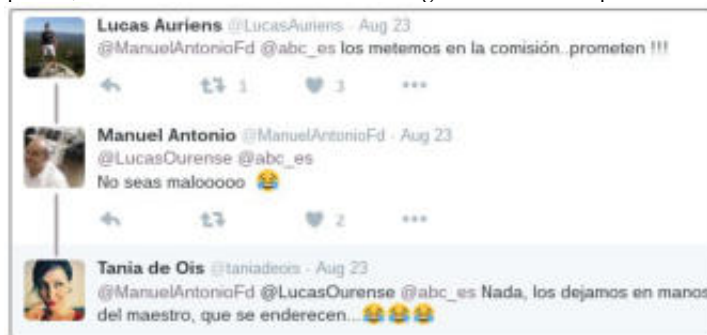 Lucas Auriens @LucasAuriens · Aug 23
@ManuelAntonioFd @abc_es los metemos en la comisión..prometen !!!
1 3
Manuel Antonio @ManuelAntonioFd · Aug 23
@LucasOurense @abc_es
No seas malooooo 😂
2
Tania de Ois @taniadeois · Aug 23
@ManuelAntonioFd @LucasOurense @abc_es Nada, los dejamos en manos
del maestro, que se enderecen...😂😂😂